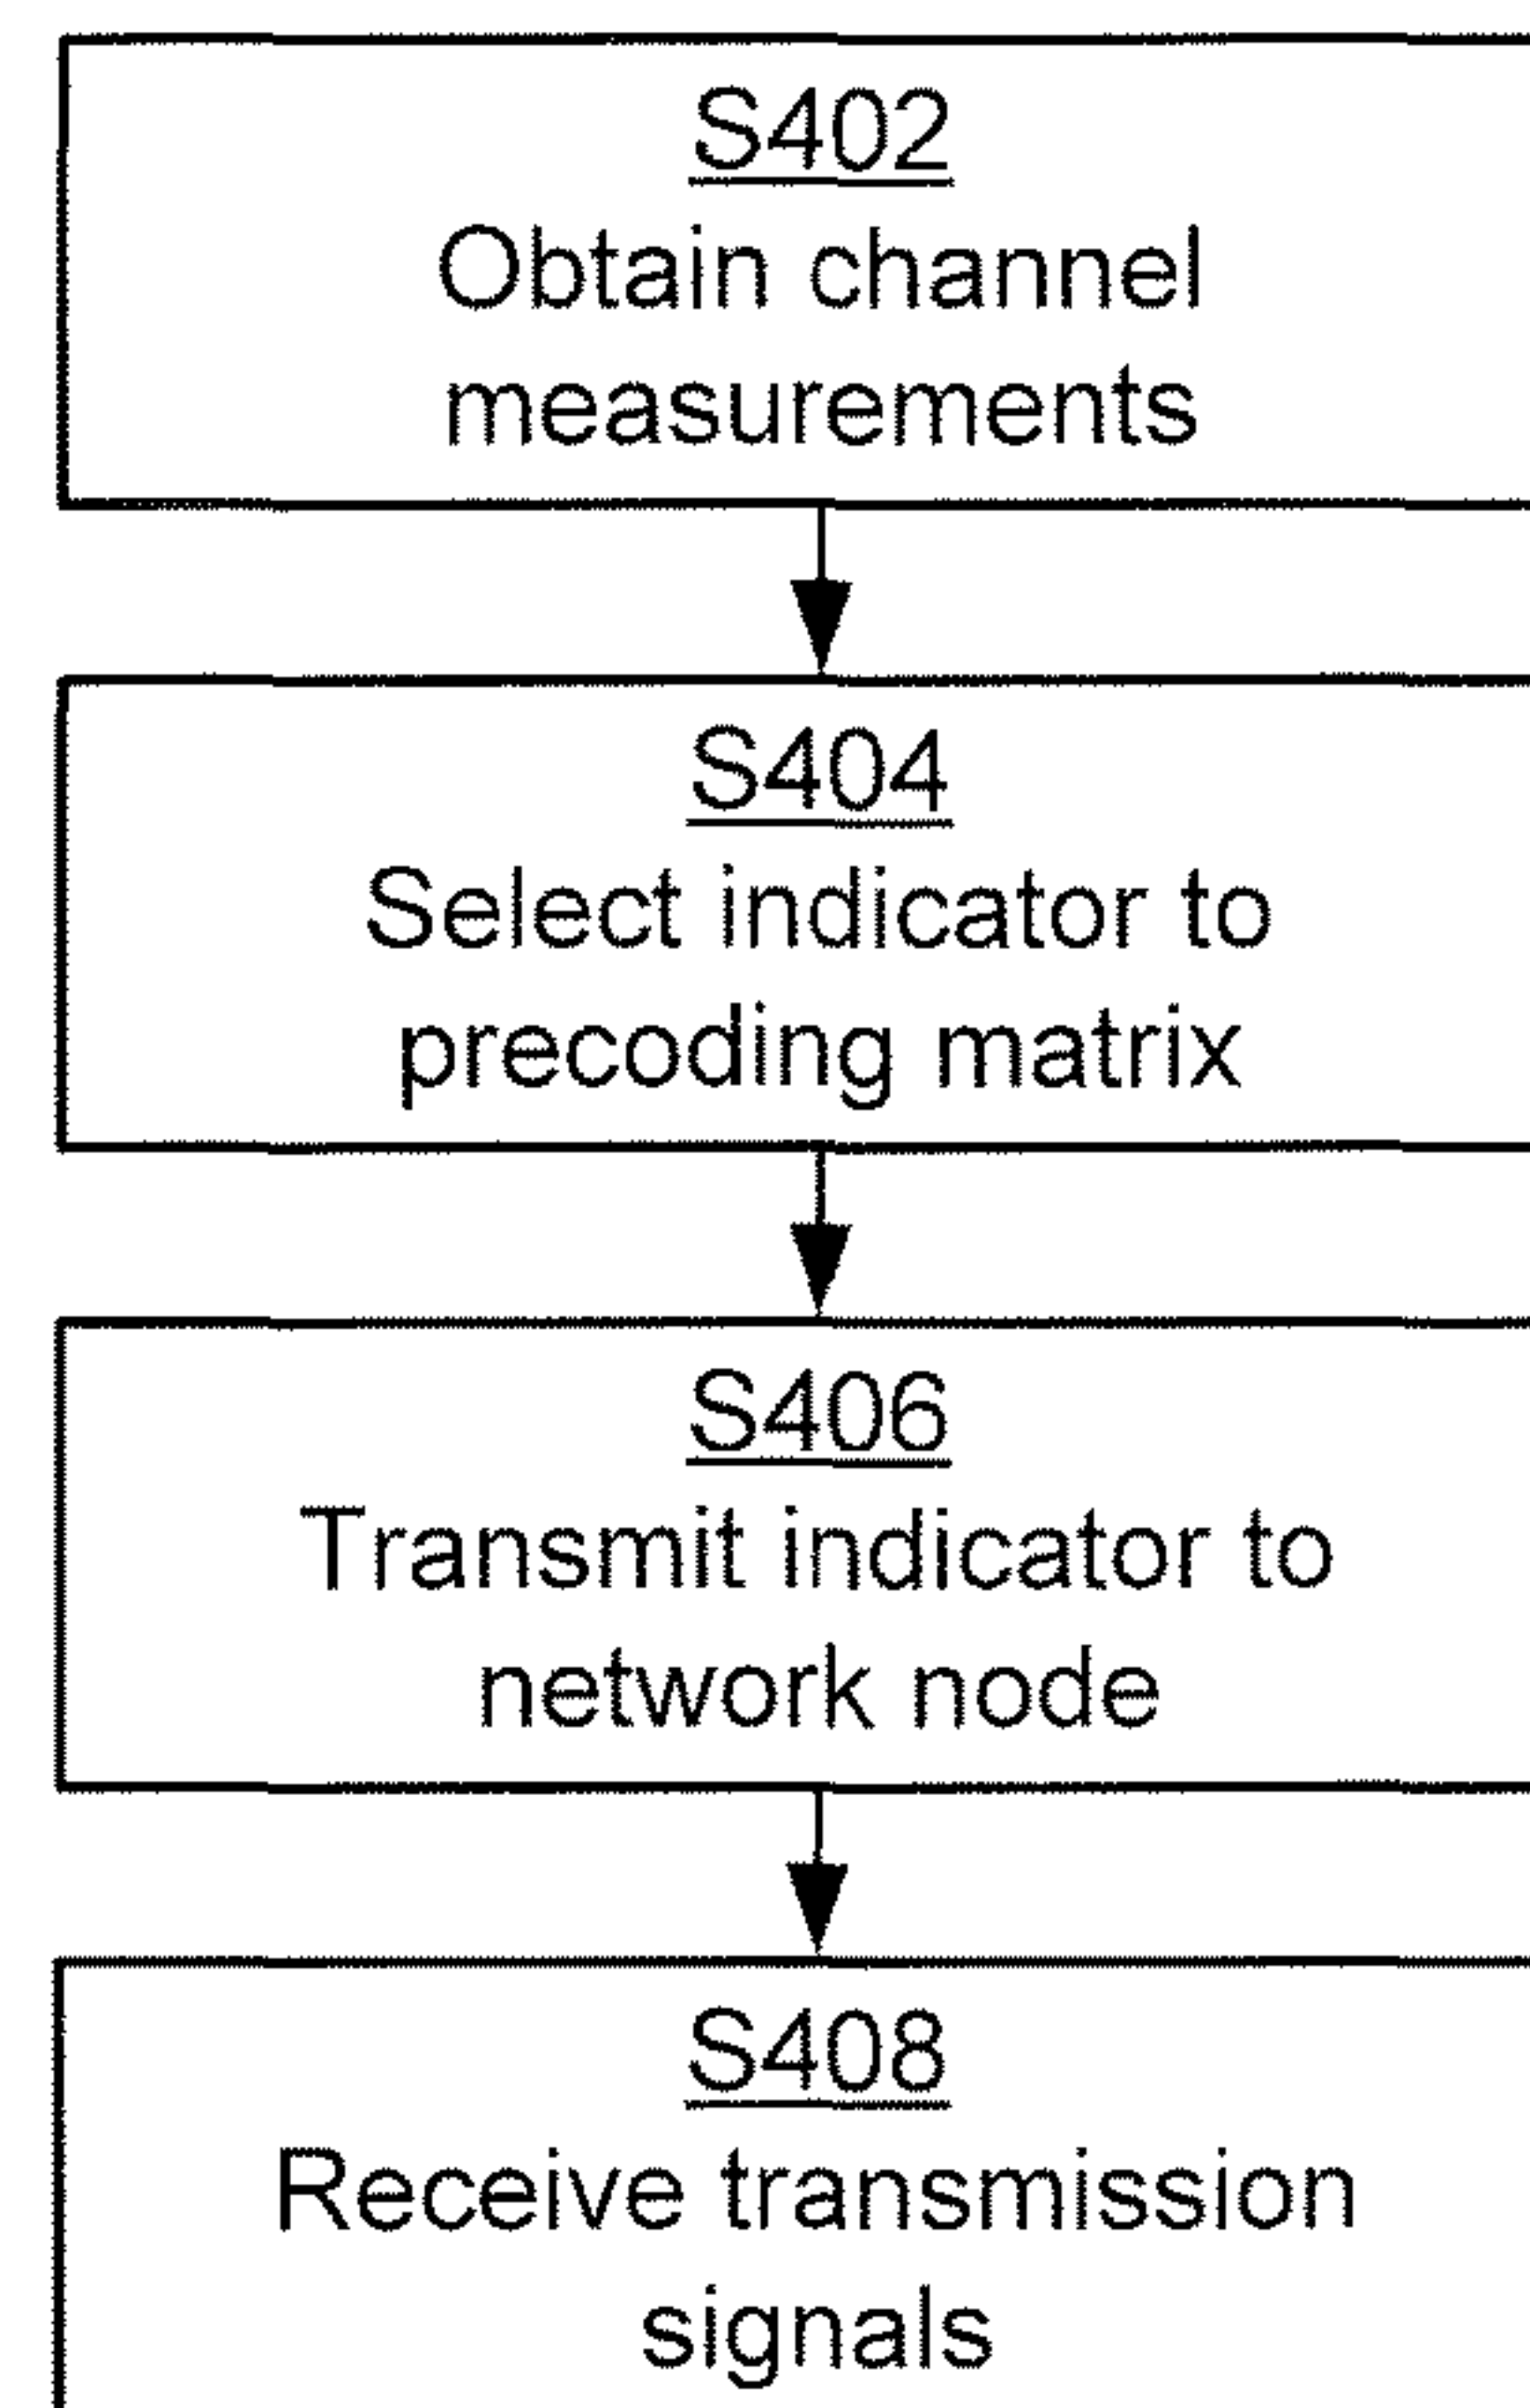 S402
Obtain channel
measurements
S404
Select indicator to
precoding matrix
S406
Transmit indicator to
network node
S408
Receive transmission
signals